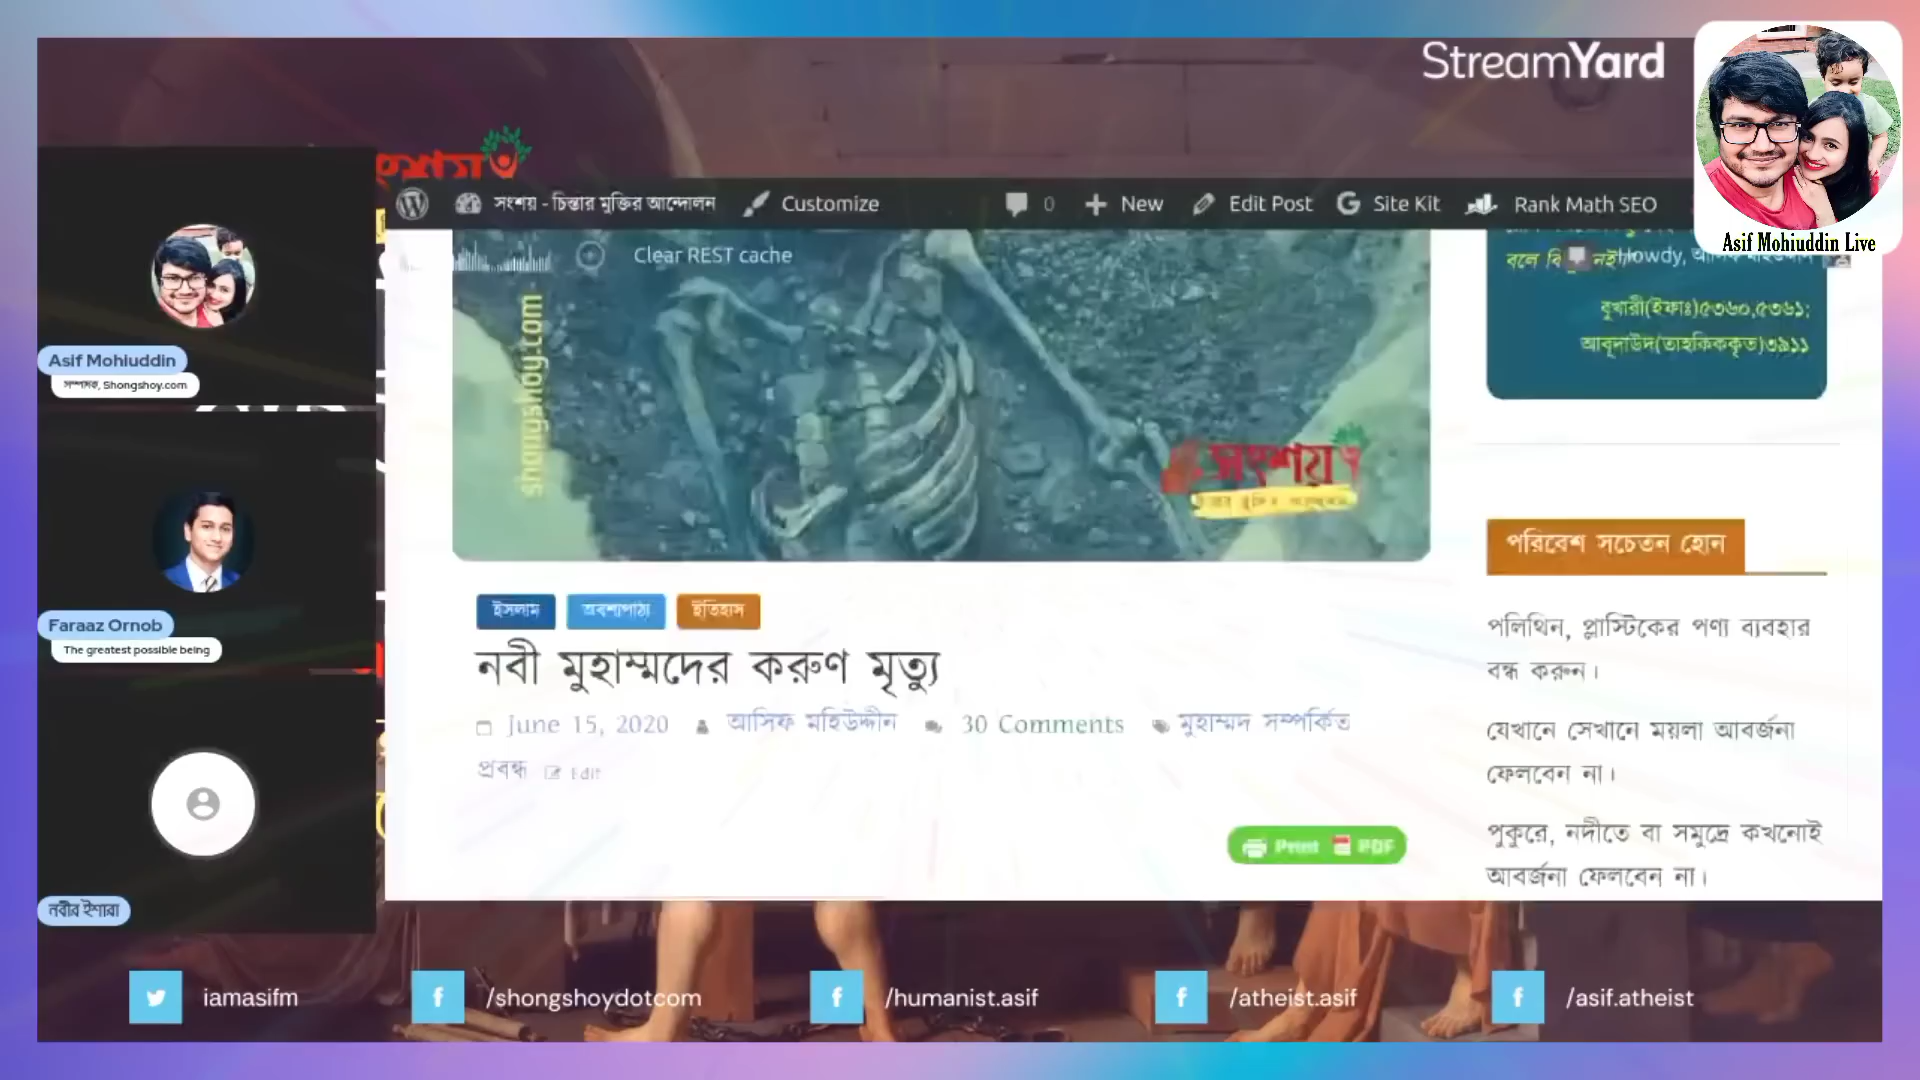 StreamYard
Asif Mohiuddin Live
সংশয় - চিন্তার মুক্তির আন্দোলন
Customize
0
New
Edit Post
Site Kit
Rank Math SEO
Clear REST cache
Howdy,
বলে
বুখারী(ইফাঃ)৫৩৬০,৫৩৬১;
আবূদাউদ(তাহকিককৃত)৩৯১১
shongshoy.com
সংশয়
Asif Mohiuddin
সম্পাদক, Shongshoy.com
Faraaz Ornob
The greatest possible being
নবীর ইশারা
ইসলাম
অবশ্যপাঠ্য
ইতিহাস
নবী মুহাম্মদের করুণ মৃত্যু
June 15, 2020
আসিফ মহিউদ্দীন
30 Comments
মুহাম্মদ সম্পর্কিত
প্রবন্ধ
Edit
Print
PDF
পরিবেশ সচেতন হোন
পলিথিন, প্লাস্টিকের পণ্য ব্যবহার
বন্ধ করুন।
যেখানে সেখানে ময়লা আবর্জনা
ফেলবেন না।
পুকুরে, নদীতে বা সমুদ্রে কখনোই
আবর্জনা ফেলবেন না।
iamasifm
/shongshoydotcom
/humanist.asif
/atheist.asif
/asif.atheist